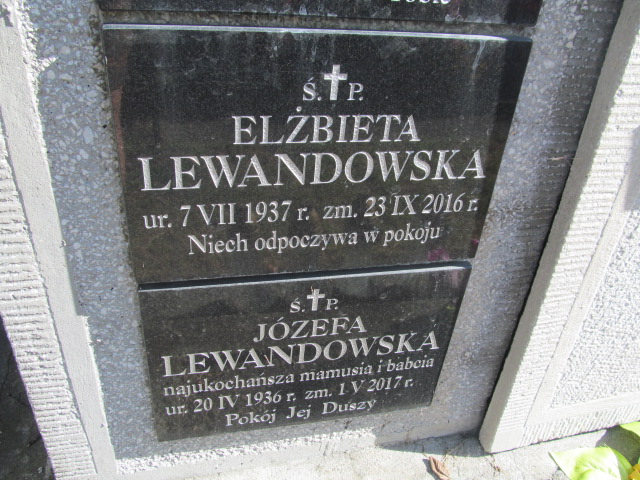 Ś. P.
ELŻBIETA
LEWANDOWSKA
ur. 7 VII 1937 r. zm. 23 IX 2016 r.
Niech odpoczywa w pokoju
Ś. P.
JÓZEFA
LEWANDOWSKA
najukochańsza mamusia i babcia
ur. 20 IV 1936 r. zm. 1 V 2017 r.
Pokój Jej Duszy